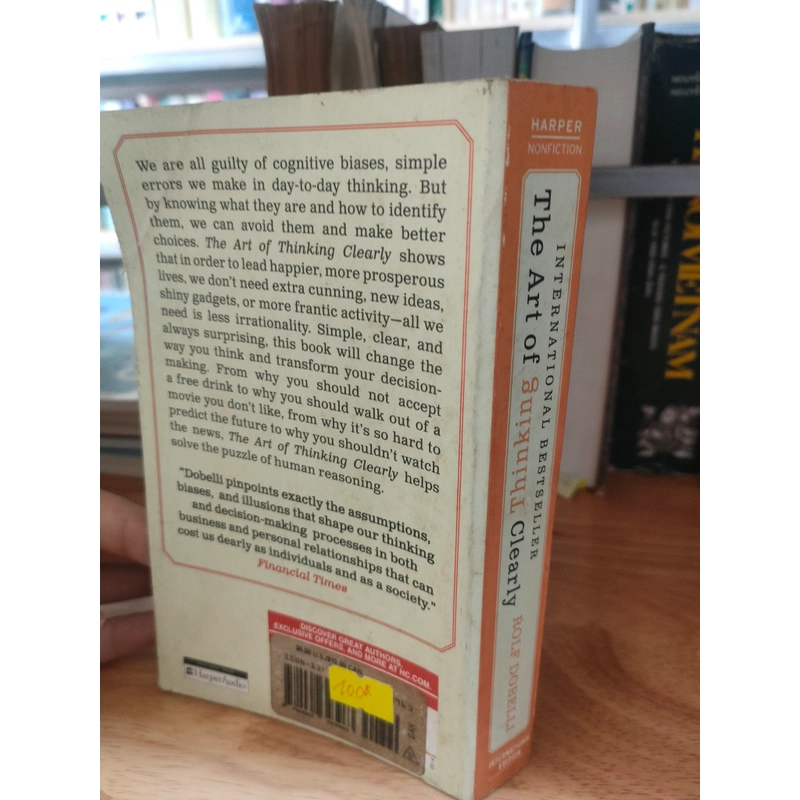 We are all guilty of cognitive biases, simple
errors we make in day-to-day thinking. But
by knowing what they are and how to identify
them, we can avoid them and make better
choices. The Art of Thinking Clearly shows
that in order to lead happier, more prosperous
lives, we don't need extra cunning, new ideas,
shiny gadgets, or more frantic activity—all we
need is less irrationality. Simple, clear, and
always surprising, this book will change the
way you think and transform your decision-
making. From why you should not accept
a free drink to why you should walk out of a
movie you don't like, from why it's so hard to
predict the future to why you shouldn't watch
the news, The Art of Thinking Clearly helps
solve the puzzle of human reasoning.
"Dobelli pinpoints exactly the assumptions,
biases, and illusions that shape our thinking
and decision-making processes in both
business and personal relationships that can
cost us dearly as individuals and as a society."
Financial Times
DISCOVER GREAT AUTHORS,
EXCLUSIVE OFFERS, AND MORE AT HC.COM.
HarperAudio
HARPER
NONFICTION
INTERNATIONAL BESTSELLER
The Art of Thinking Clearly
ROLF DOBELLI
INTERNATIONAL
EDITION
VIETNAM